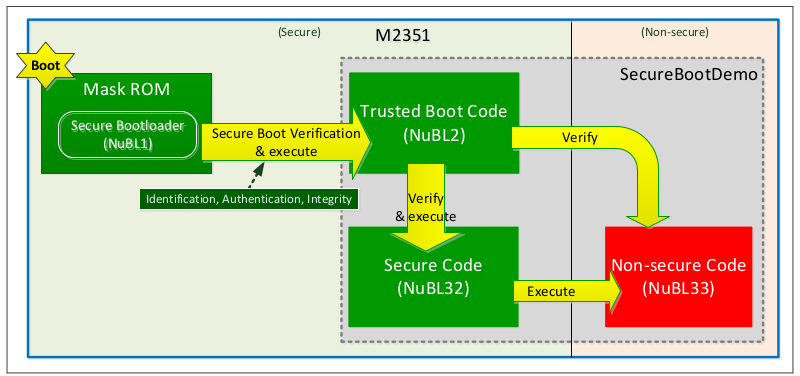 (Secure)
M2351
(Non-secure)
Boot
SecureBootDemo
Mask ROM
Secure Bootloader
(NuBL1)
Secure Boot Verification
& execute
Trusted Boot Code
(NuBL2)
Verify
Identification, Authentication, Integrity
Verify
& execute
Secure Code
(NuBL32)
Execute
Non-secure Code
(NuBL33)